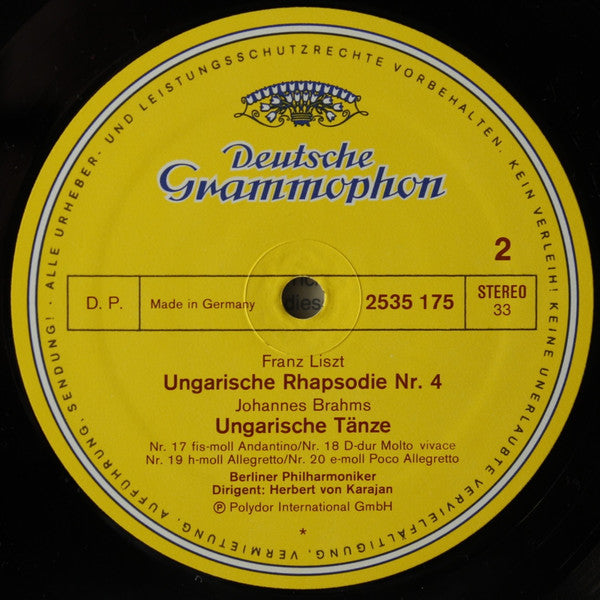 ALLE URHEBER- UND LEISTUNGSSCHUTZRECHTE VORBEHALTEN. KEIN VERLEIH! KEINE UNERLAUBTE VERVIELFÄLTIGUNG, VERMIETUNG, AUFFÜHRUNG, SENDUNG! ·
Deutsche
Grammophon
2
D. P.
Made in Germany
dies
2535 175
STEREO
33
Franz Liszt
Ungarische Rhapsodie Nr. 4
Johannes Brahms
Ungarische Tänze
Nr. 17 fis-moll Andantino/Nr. 18 D-dur Molto vivace
Nr. 19 h-moll Allegretto/Nr. 20 e-moll Poco Allegretto
Berliner Philharmoniker
Dirigent: Herbert von Karajan
Ⓟ Polydor International GmbH
*